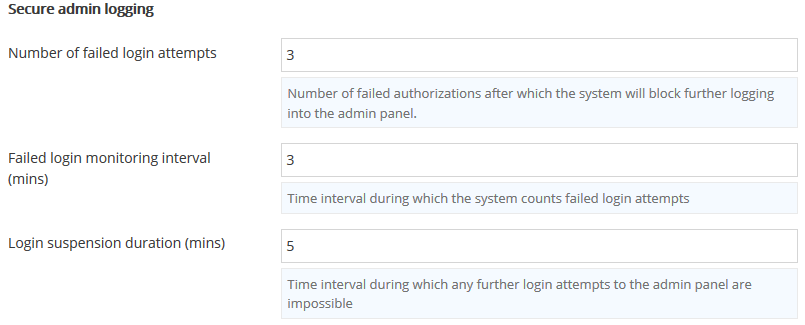 Secure admin logging
Number of failed login attempts
3
Number of failed authorizations after which the system will block further logging
into the admin panel.
Failed login monitoring interval
(mins)
3
Time interval during which the system counts failed login attempts
Login suspension duration (mins)
5
Time interval during which any further login attempts to the admin panel are
impossible